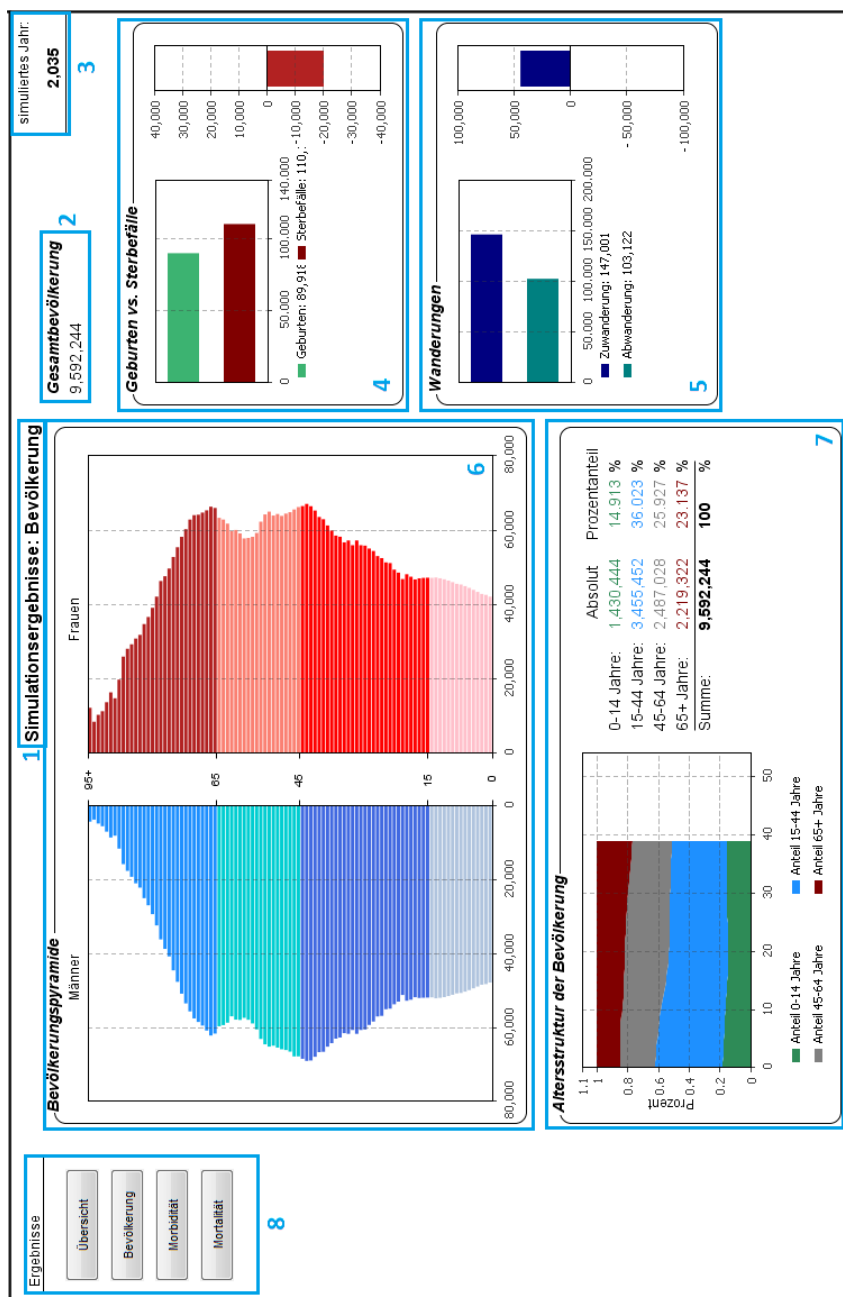 Ergebnisse
Übersicht
Bevölkerung
Morbidität
Mortalität
8
1
Simulationsergebnisse: Bevölkerung
Gesamtbevölkerung
9,592,244
2
simuliertes Jahr:
2,035
3
Bevölkerungspyramide
Männer
Frauen
95+
65
45
15
0
80,000
60,000
40,000
20,000
0
0
20,000
40,000
60,000
80,000
6
Geburten vs. Sterbefälle
0
50.000
100.000
140.000
Geburten: 89,918
Sterbefälle: 110,
40,000
30,000
20,000
10,000
0
-10,000
-20,000
-30,000
-40,000
4
Altersstruktur der Bevölkerung
1.1
1
0.8
0.6
0.4
0.2
0
Prozent
0
10
20
30
40
50
Anteil 0-14 Jahre
Anteil 15-44 Jahre
Anteil 45-64 Jahre
Anteil 65+ Jahre
Absolut Prozentanteil
0-14 Jahre: 1,430,444 14.913 %
15-44 Jahre: 3,455,452 36.023 %
45-64 Jahre: 2,487,028 25.927 %
65+ Jahre: 2,219,322 23.137 %
Summe: 9,592,244 100 %
7
Wanderungen
0
50.000
100.000
150.000
200.000
Zuwanderung: 147,001
Abwanderung: 103,122
100,000
50,000
0
- 50,000
-100,000
5